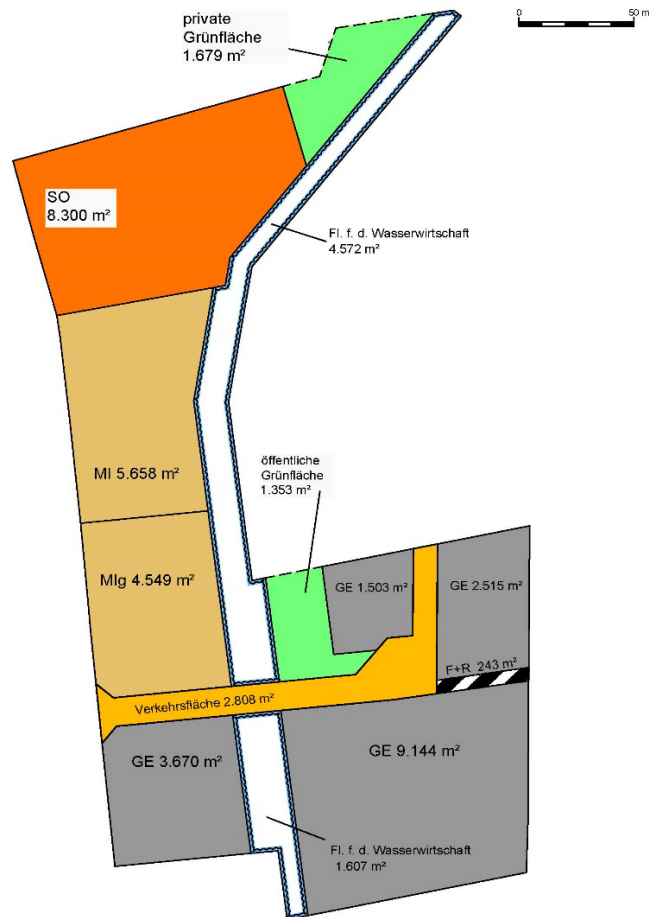 private
Grünfläche
1.679 m²
0 50 m
SO
8.300 m²
Fl. f. d. Wasserwirtschaft
4.572 m²
öffentliche
Grünfläche
1.353 m²
MI 5.658 m²
MIg 4.549 m²
GE 1.503 m²
GE 2.515 m²
F+R 243 m²
Verkehrsfläche 2.808 m²
GE 3.670 m²
GE 9.144 m²
Fl. f. d. Wasserwirtschaft
1.607 m²